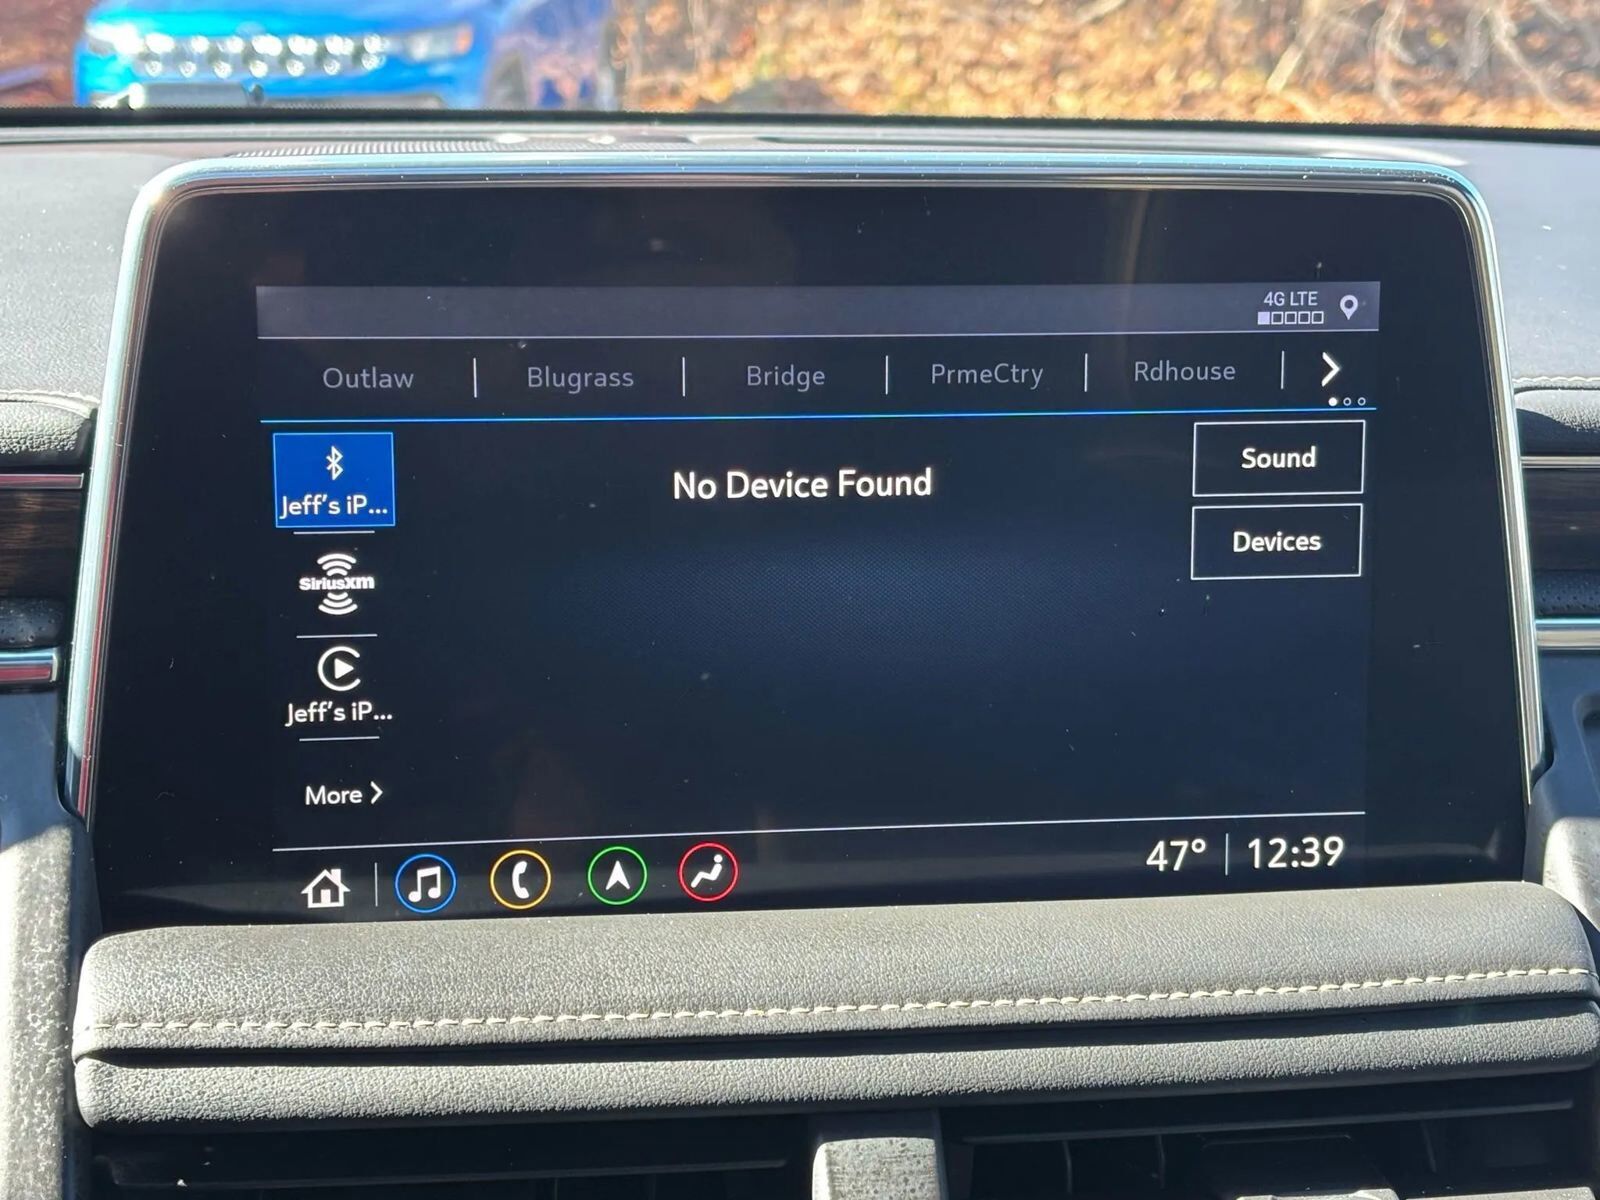 4G LTE
Outlaw
Blugrass
Bridge
PrmeCtry
Rdhouse
Jeff's iP...
No Device Found
Sound
Devices
SiriusXM
Jeff's iP...
More
47°
12:39